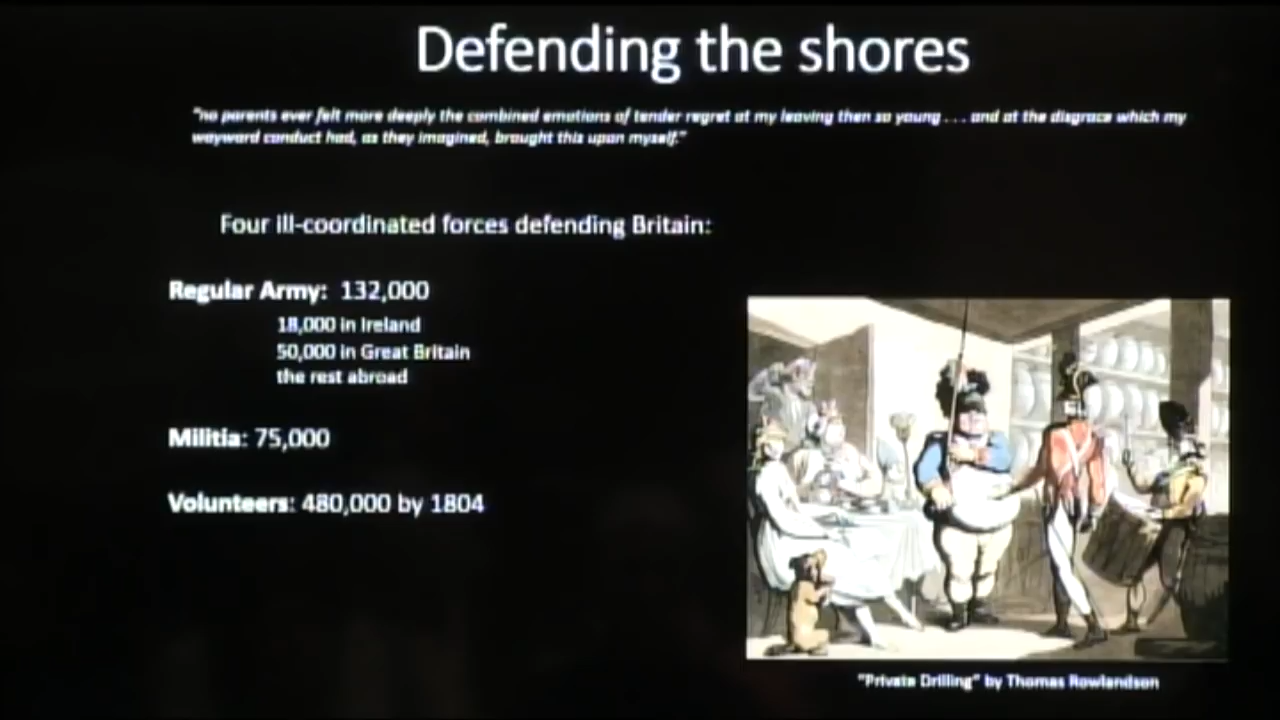 Defending the shores
"no parents ever felt more deeply the combined emotions of tender regret at my leaving then so young . . . and at the disgrace which my
wayward conduct had, as they imagined, brought this upon myself."
Four ill-coordinated forces defending Britain:
Regular Army: 132,000
18,000 in Ireland
50,000 in Great Britain
the rest abroad
Militia: 75,000
Volunteers: 480,000 by 1804
"Private Drilling" by Thomas Rowlandson